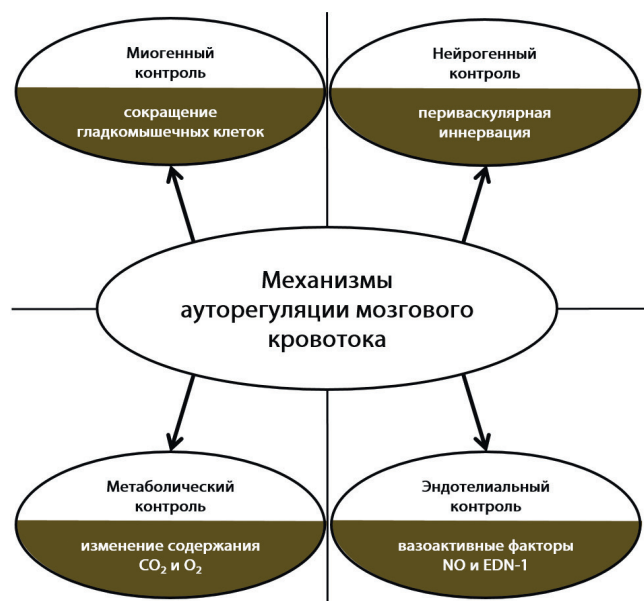 Миогенный
контроль
сокращение
гладкомышечных клеток
Нейрогенный
контроль
периваскулярная
иннервация
Механизмы
ауторегуляции мозгового
кровотока
Метаболический
контроль
изменение содержания
CO₂ и O₂
Эндотелиальный
контроль
вазоактивные факторы
NO и EDN-1